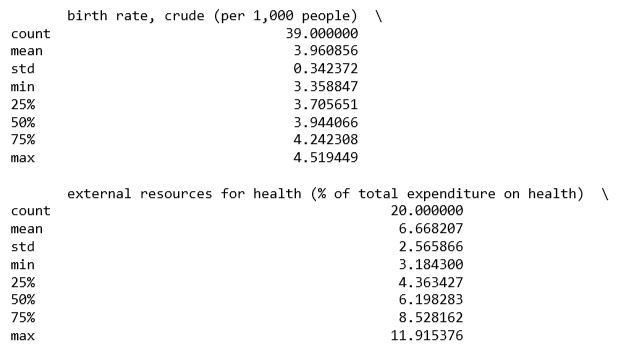 birth rate, crude (per 1,000 people) \
count 39.000000
mean 3.960856
std 0.342372
min 3.358847
25% 3.705651
50% 3.944066
75% 4.242308
max 4.519449
external resources for health (% of total expenditure on health) \
count 20.000000
mean 6.668207
std 2.565866
min 3.184300
25% 4.363427
50% 6.198283
75% 8.528162
max 11.915376